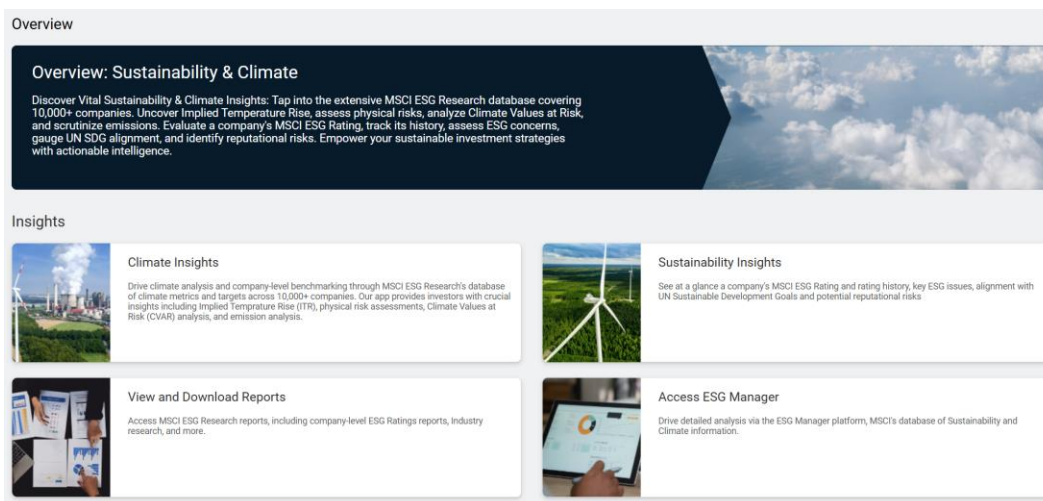 Overview
Overview: Sustainability & Climate
Discover Vital Sustainability & Climate Insights: Tap into the extensive MSCI ESG Research database covering
10,000+ companies. Uncover Implied Temperature Rise, assess physical risks, analyze Climate Values at Risk,
and scrutinize emissions. Evaluate a company's MSCI ESG Rating, track its history, assess ESG concerns,
gauge UN SDG alignment, and identify reputational risks. Empower your sustainable investment strategies
with actionable intelligence.
Insights
Climate Insights
Drive climate analysis and company-level benchmarking through MSCI ESG Research's database
of climate metrics and targets across 10,000+ companies. Our app provides investors with crucial
insights including Implied Temprature Rise (ITR), physical risk assessments, Climate Values at
Risk (CVAR) analysis, and emission analysis.
Sustainability Insights
See at a glance a company's MSCI ESG Rating and rating history, key ESG issues, alignment with
UN Sustainable Development Goals and potential reputational risks
View and Download Reports
Access MSCI ESG Research reports, including company-level ESG Ratings reports, Industry
research, and more.
Access ESG Manager
Drive detailed analysis via the ESG Manager platform, MSCI's database of Sustainability and
Climate information.